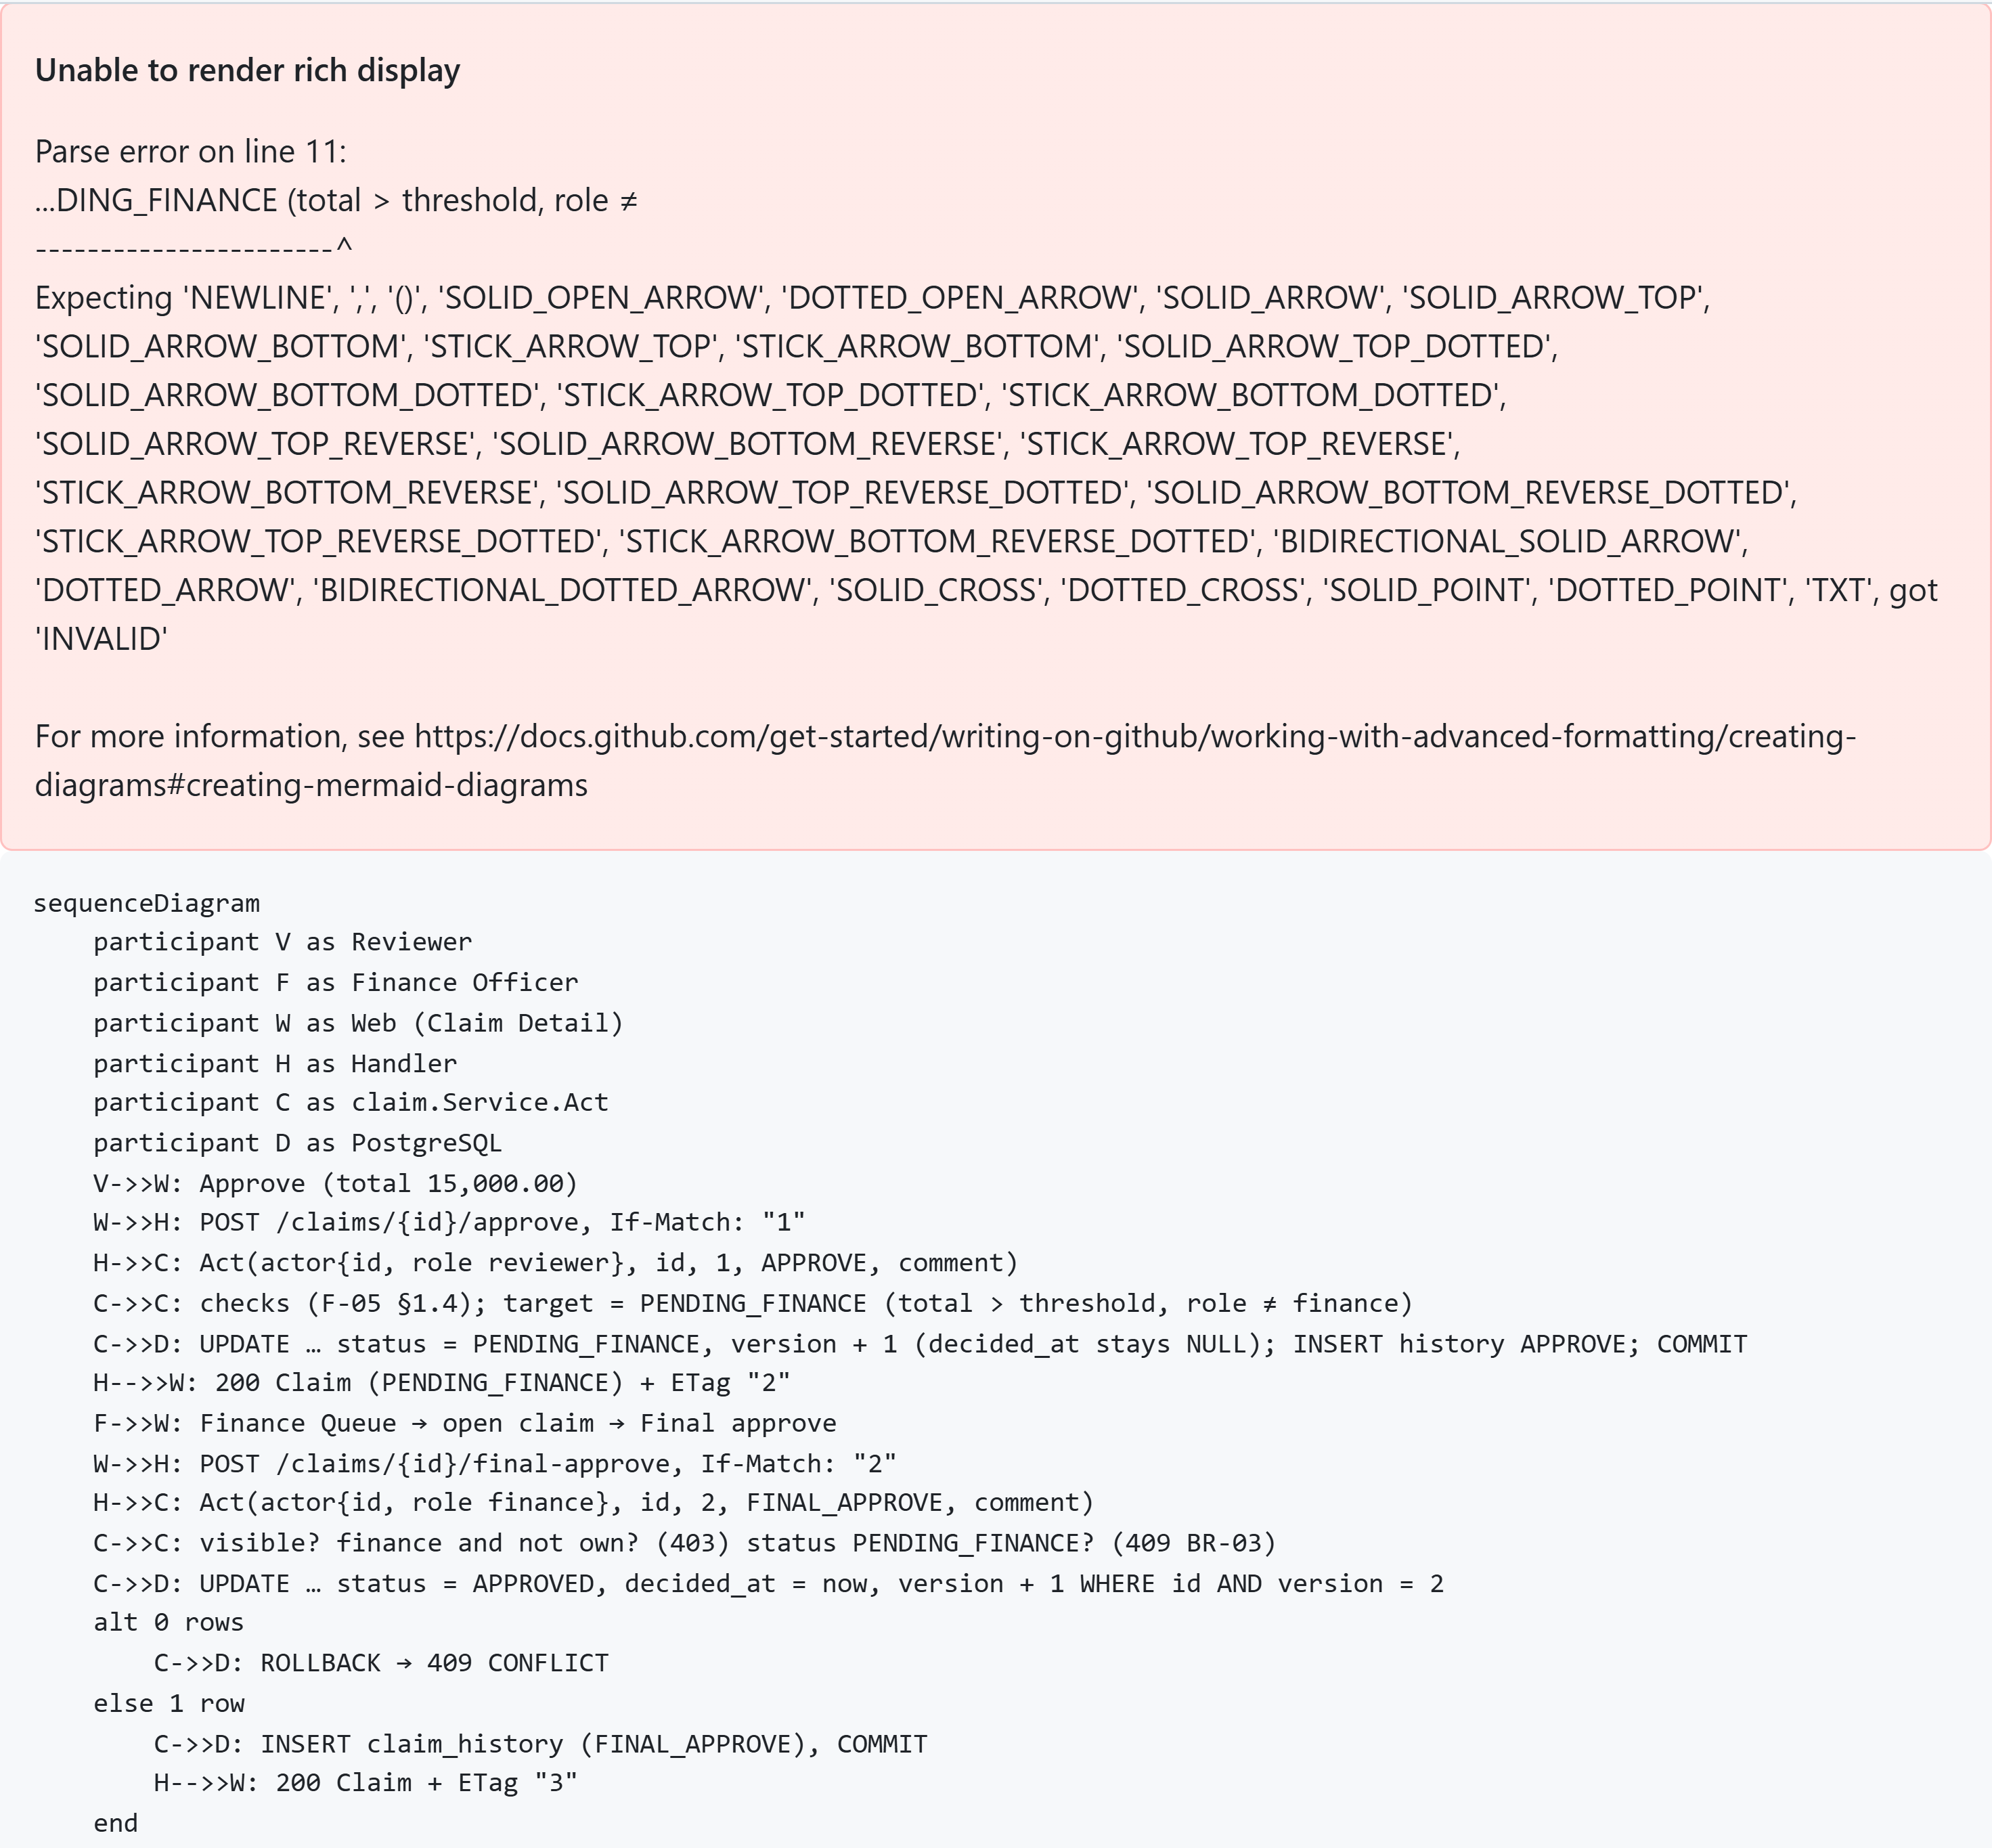 Unable to render rich display
Parse error on line 11:
...DING_FINANCE (total > threshold, role ≠
-----------------------^
Expecting 'NEWLINE', ',', '()', 'SOLID_OPEN_ARROW', 'DOTTED_OPEN_ARROW', 'SOLID_ARROW', 'SOLID_ARROW_TOP',
'SOLID_ARROW_BOTTOM', 'STICK_ARROW_TOP', 'STICK_ARROW_BOTTOM', 'SOLID_ARROW_TOP_DOTTED',
'SOLID_ARROW_BOTTOM_DOTTED', 'STICK_ARROW_TOP_DOTTED', 'STICK_ARROW_BOTTOM_DOTTED',
'SOLID_ARROW_TOP_REVERSE', 'SOLID_ARROW_BOTTOM_REVERSE', 'STICK_ARROW_TOP_REVERSE',
'STICK_ARROW_BOTTOM_REVERSE', 'SOLID_ARROW_TOP_REVERSE_DOTTED', 'SOLID_ARROW_BOTTOM_REVERSE_DOTTED',
'STICK_ARROW_TOP_REVERSE_DOTTED', 'STICK_ARROW_BOTTOM_REVERSE_DOTTED', 'BIDIRECTIONAL_SOLID_ARROW',
'DOTTED_ARROW', 'BIDIRECTIONAL_DOTTED_ARROW', 'SOLID_CROSS', 'DOTTED_CROSS', 'SOLID_POINT', 'DOTTED_POINT', 'TXT', got
'INVALID'
For more information, see https://docs.github.com/get-started/writing-on-github/working-with-advanced-formatting/creating-
diagrams#creating-mermaid-diagrams
sequenceDiagram
    participant V as Reviewer
    participant F as Finance Officer
    participant W as Web (Claim Detail)
    participant H as Handler
    participant C as claim.Service.Act
    participant D as PostgreSQL
    V->>W: Approve (total 15,000.00)
    W->>H: POST /claims/{id}/approve, If-Match: "1"
    H->>C: Act(actor{id, role reviewer}, id, 1, APPROVE, comment)
    C->>C: checks (F-05 §1.4); target = PENDING_FINANCE (total > threshold, role ≠ finance)
    C->>D: UPDATE … status = PENDING_FINANCE, version + 1 (decided_at stays NULL); INSERT history APPROVE; COMMIT
    H-->>W: 200 Claim (PENDING_FINANCE) + ETag "2"
    F->>W: Finance Queue → open claim → Final approve
    W->>H: POST /claims/{id}/final-approve, If-Match: "2"
    H->>C: Act(actor{id, role finance}, id, 2, FINAL_APPROVE, comment)
    C->>C: visible? finance and not own? (403) status PENDING_FINANCE? (409 BR-03)
    C->>D: UPDATE … status = APPROVED, decided_at = now, version + 1 WHERE id AND version = 2
    alt 0 rows
        C->>D: ROLLBACK → 409 CONFLICT
    else 1 row
        C->>D: INSERT claim_history (FINAL_APPROVE), COMMIT
        H-->>W: 200 Claim + ETag "3"
    end